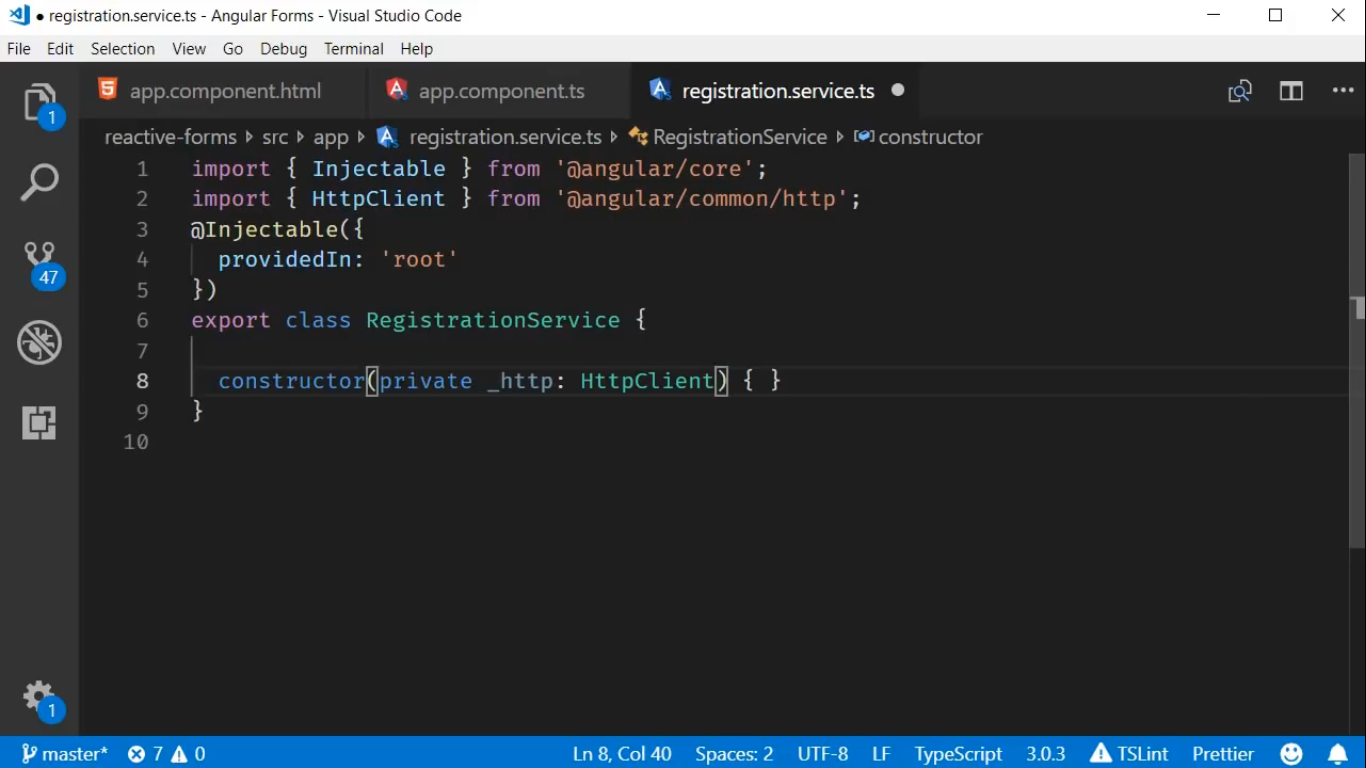 ● registration.service.ts - Angular Forms - Visual Studio Code
File Edit Selection View Go Debug Terminal Help
app.component.html app.component.ts registration.service.ts ●
reactive-forms ▸ src ▸ app ▸ registration.service.ts ▸ RegistrationService ▸ constructor
1 import { Injectable } from '@angular/core';
2 import { HttpClient } from '@angular/common/http';
3 @Injectable({
4   providedIn: 'root'
5 })
6 export class RegistrationService {
7
8   constructor(private _http: HttpClient) { }
9 }
10
1
47
1
master* 7 0 Ln 8, Col 40 Spaces: 2 UTF-8 LF TypeScript 3.0.3 TSLint Prettier